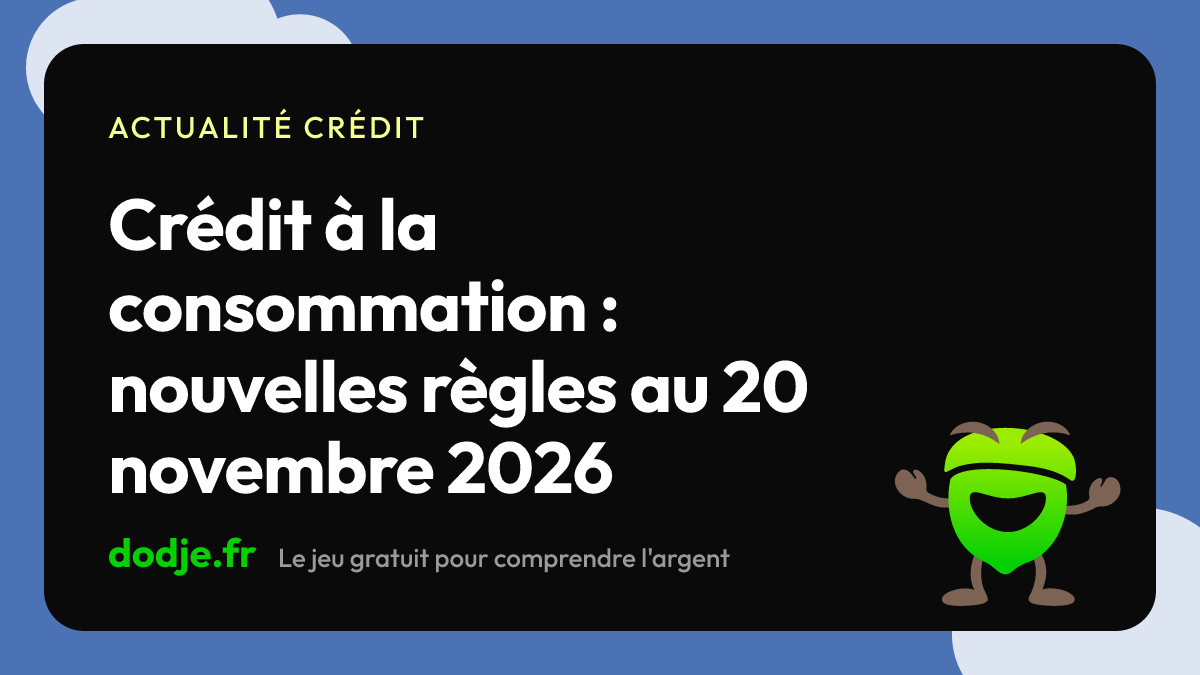 ACTUALITÉ CRÉDIT
Crédit à la
consommation :
nouvelles règles au 20
novembre 2026
dodje.fr Le jeu gratuit pour comprendre l'argent